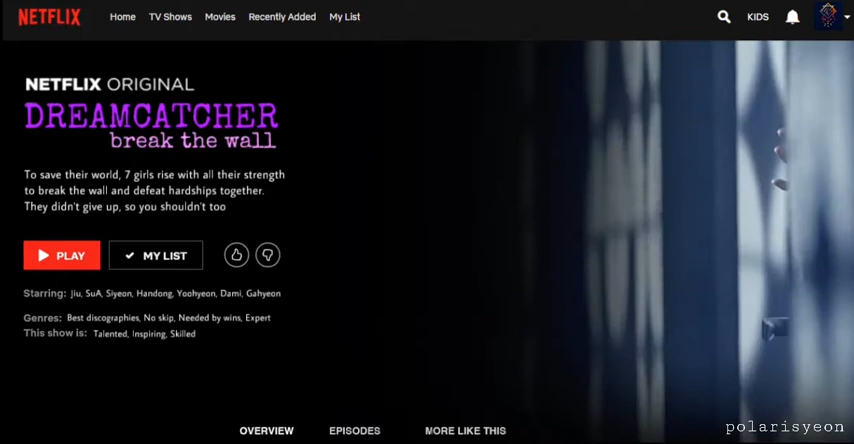 NETFLIX Home TV Shows Movies Recently Added My List KIDS
NETFLIX ORIGINAL
DREAMCATCHER
break the wall
To save their world, 7 girls rise with all their strength
to break the wall and defeat hardships together.
They didn't give up, so you shouldn't too
PLAY MY LIST
Starring: Jiu, SuA, Siyeon, Handong, Yoohyeon, Dami, Gahyeon
Genres: Best discographies, No skip, Needed by wins, Expert
This show is: Talented, Inspiring, Skilled
OVERVIEW EPISODES MORE LIKE THIS
polarisyeon